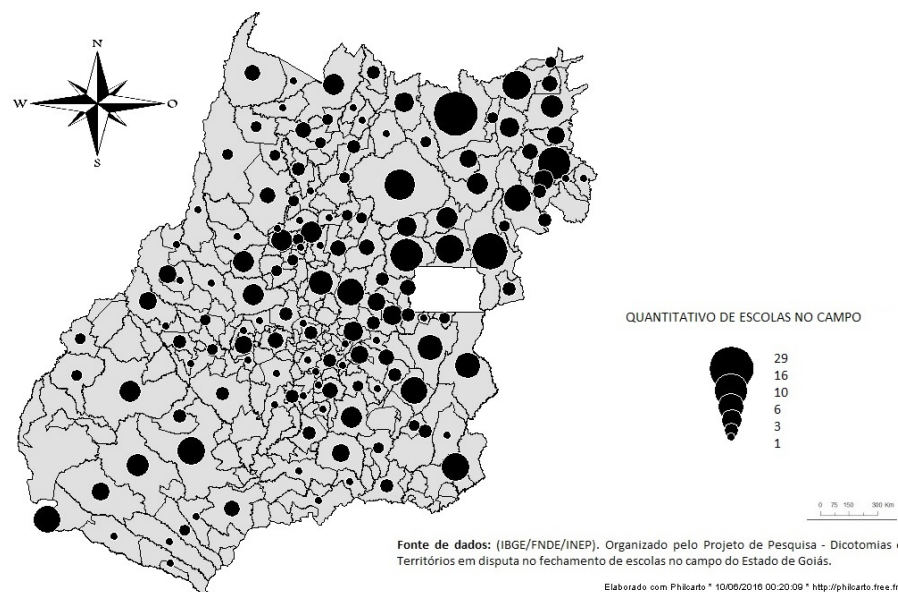 N
W
O
S
QUANTITATIVO DE ESCOLAS NO CAMPO
29
16
10
6
3
1
0 75 150 300 Km
Fonte de dados: (IBGE/FNDE/INEP). Organizado pelo Projeto de Pesquisa - Dicotomias e
Territórios em disputa no fechamento de escolas no campo do Estado de Goiás.
Elaborado com Philcarto * 10/06/2016 00:20:09 * http://philcarto.free.fr